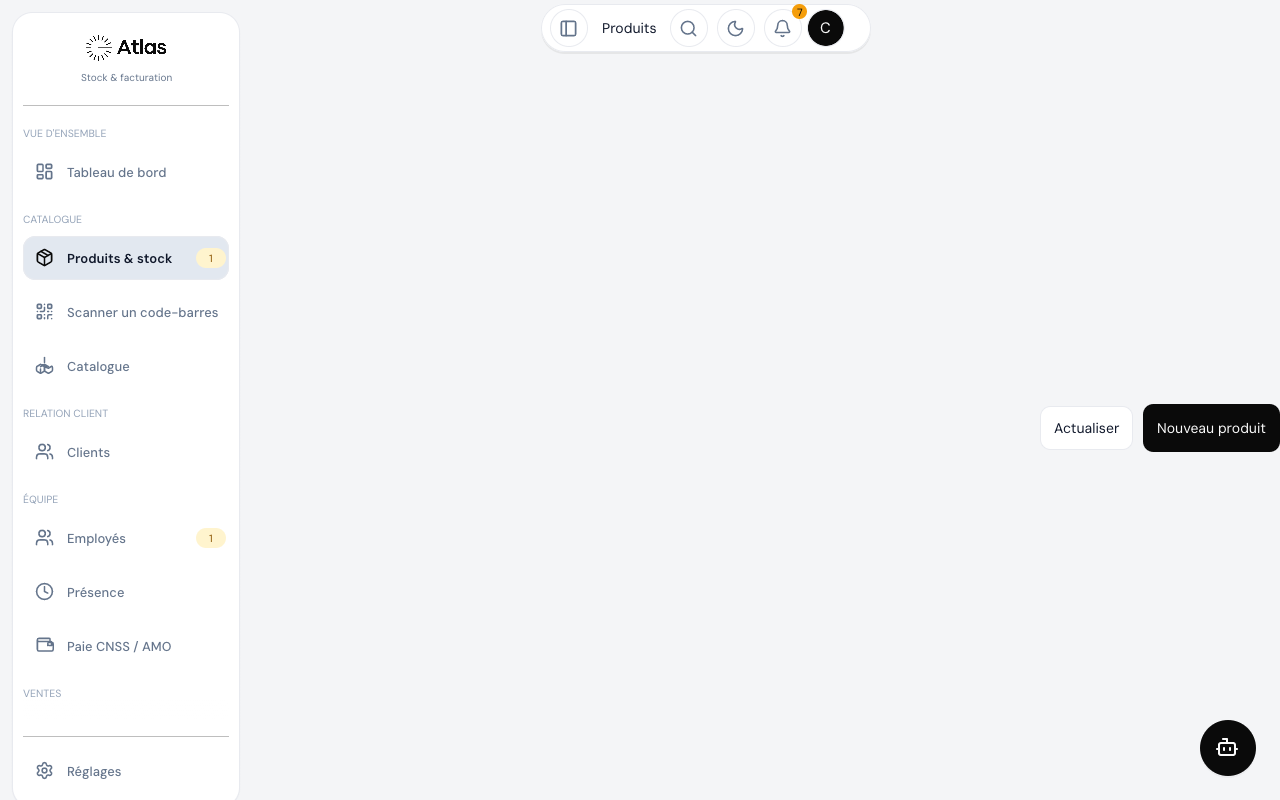 Atlas
Stock & facturation
VUE D'ENSEMBLE
Tableau de bord
CATALOGUE
Produits & stock 1
Scanner un code-barres
Catalogue
RELATION CLIENT
Clients
ÉQUIPE
Employés 1
Présence
Paie CNSS / AMO
VENTES
Réglages
Produits 7 C
Actualiser Nouveau produit